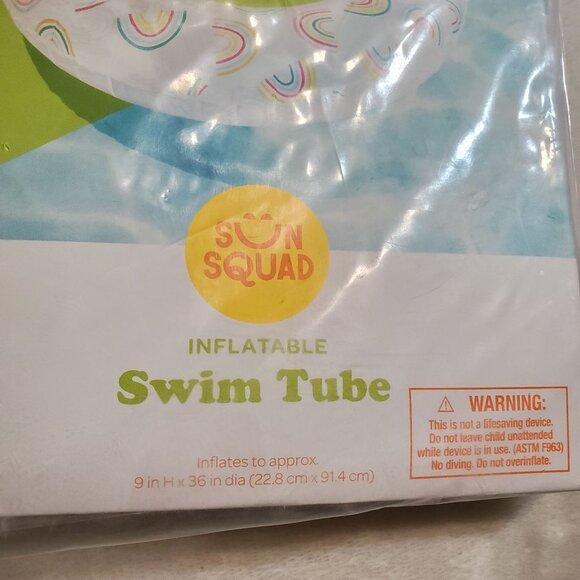 SUN
SQUAD
INFLATABLE
Swim Tube
⚠ WARNING:
This is not a lifesaving device.
Do not leave child unattended
while device is in use. (ASTM F963)
No diving. Do not overinflate.
Inflates to approx.
9 in H x 36 in dia (22.8 cm x 91.4 cm)